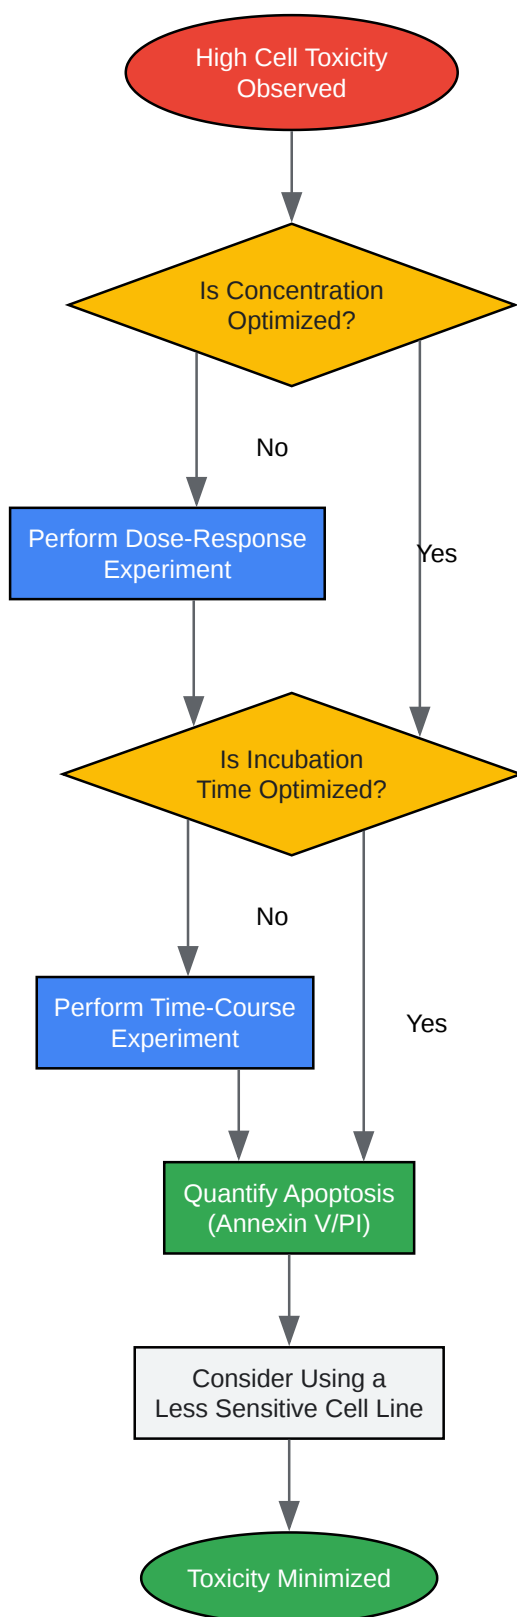 High Cell Toxicity
Observed
Is Concentration
Optimized?
No
Perform Dose-Response
Experiment
Yes
Is Incubation
Time Optimized?
No
Perform Time-Course
Experiment
Yes
Quantify Apoptosis
(Annexin V/PI)
Consider Using a
Less Sensitive Cell Line
Toxicity Minimized